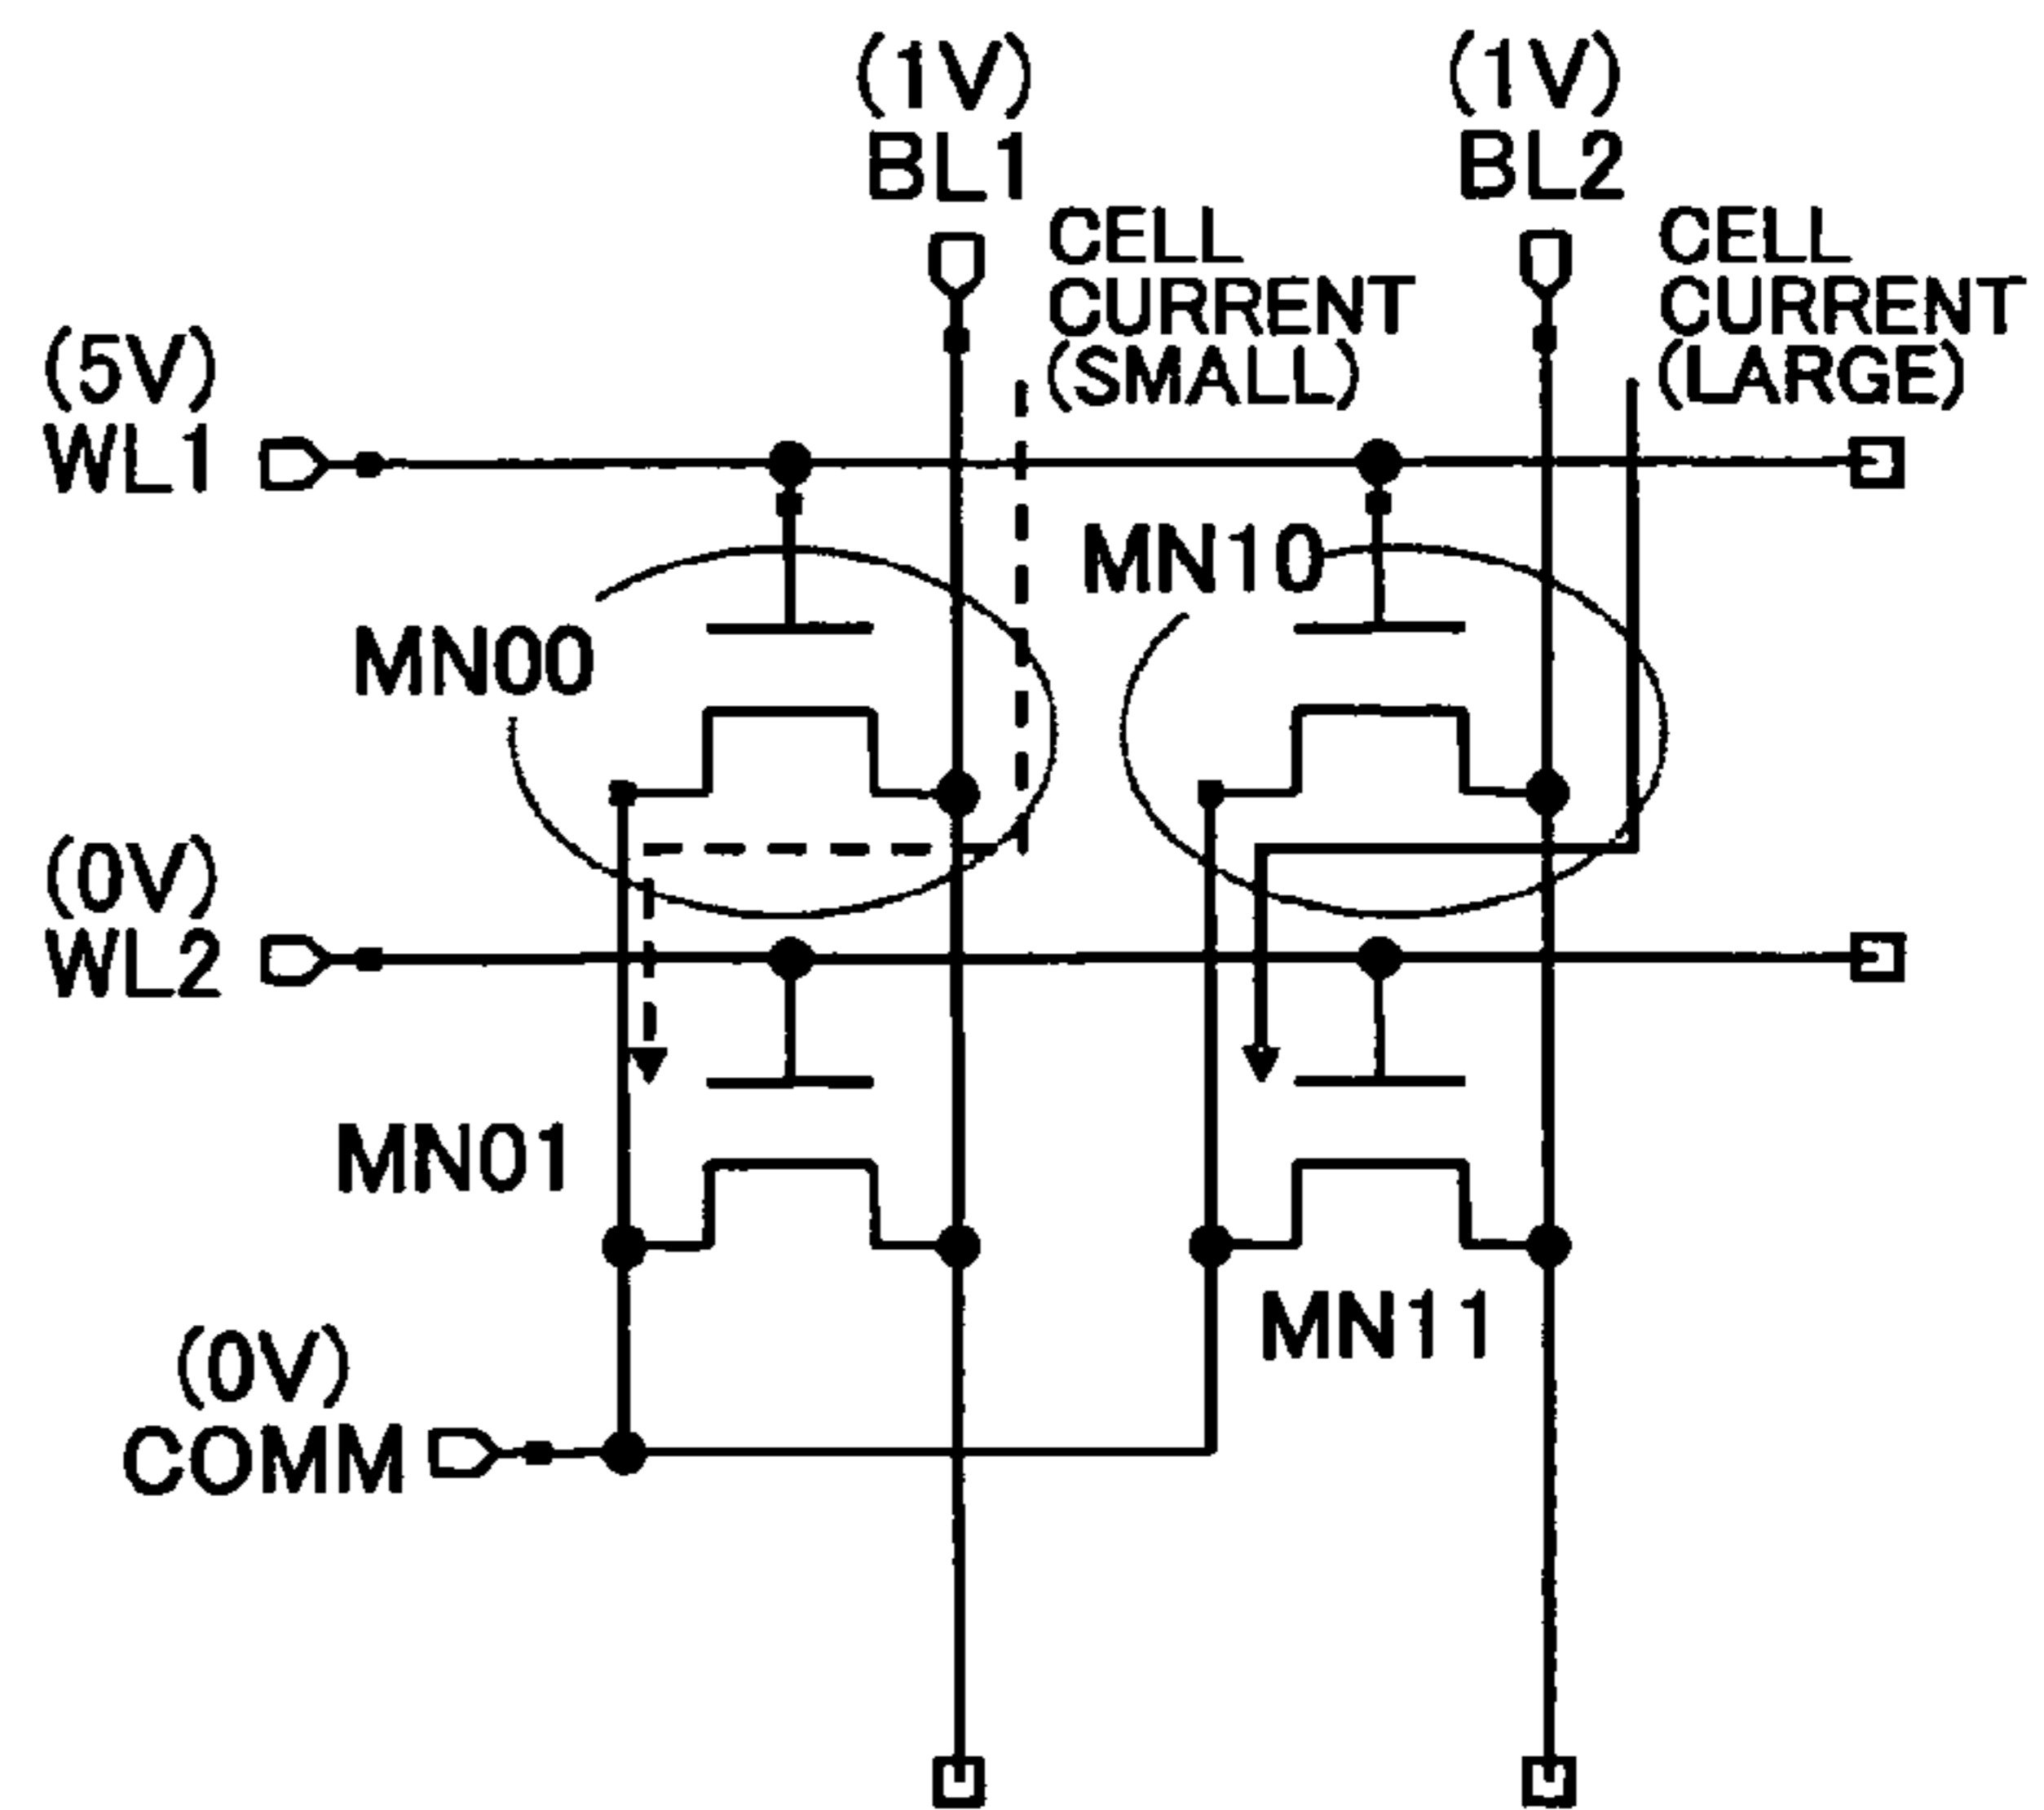 (1V)
BL1
(1V)
BL2
CELL
CURRENT
(SMALL)
CELL
CURRENT
(LARGE)
(5V)
WL1
MN10
MN00
(0V)
WL2
MN01
MN11
(0V)
COMM